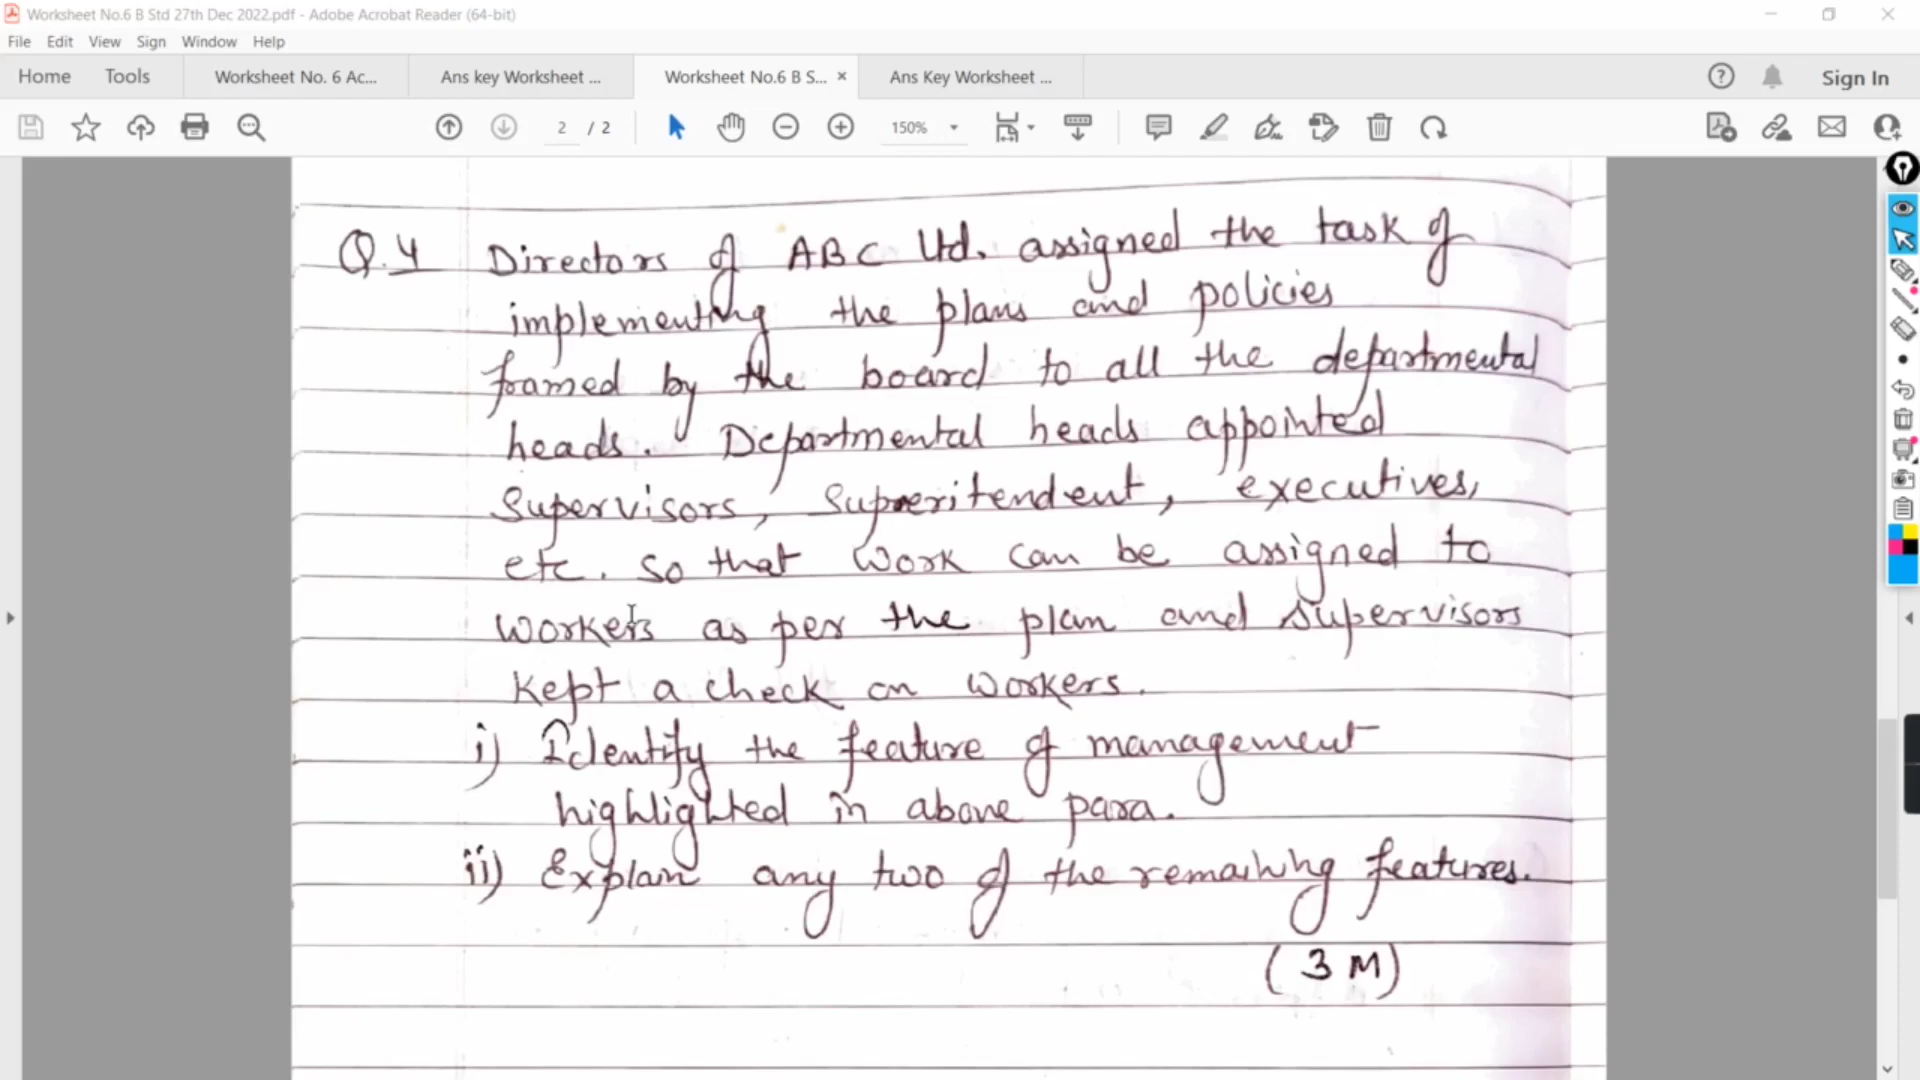 Worksheet No.6 B Std 27th Dec 2022.pdf - Adobe Acrobat Reader (64-bit)
File Edit View Sign Window Help
Home Tools Worksheet No. 6 Ac... Ans key Worksheet ... Worksheet No.6 B S... × Ans Key Worksheet ... Sign In
2 / 2 150%
Q.4 Directors of ABC Ltd. assigned the task of
implementing the plans and policies
framed by the board to all the departmental
heads. Departmental heads appointed
Supervisors, Supreritendent, executives,
etc. so that work can be assigned to
workers as per the plan and supervisors
kept a check on workers.
i) Identify the feature of management
highlighted in above para.
ii) Explain any two of the remaining features.
(3 M)